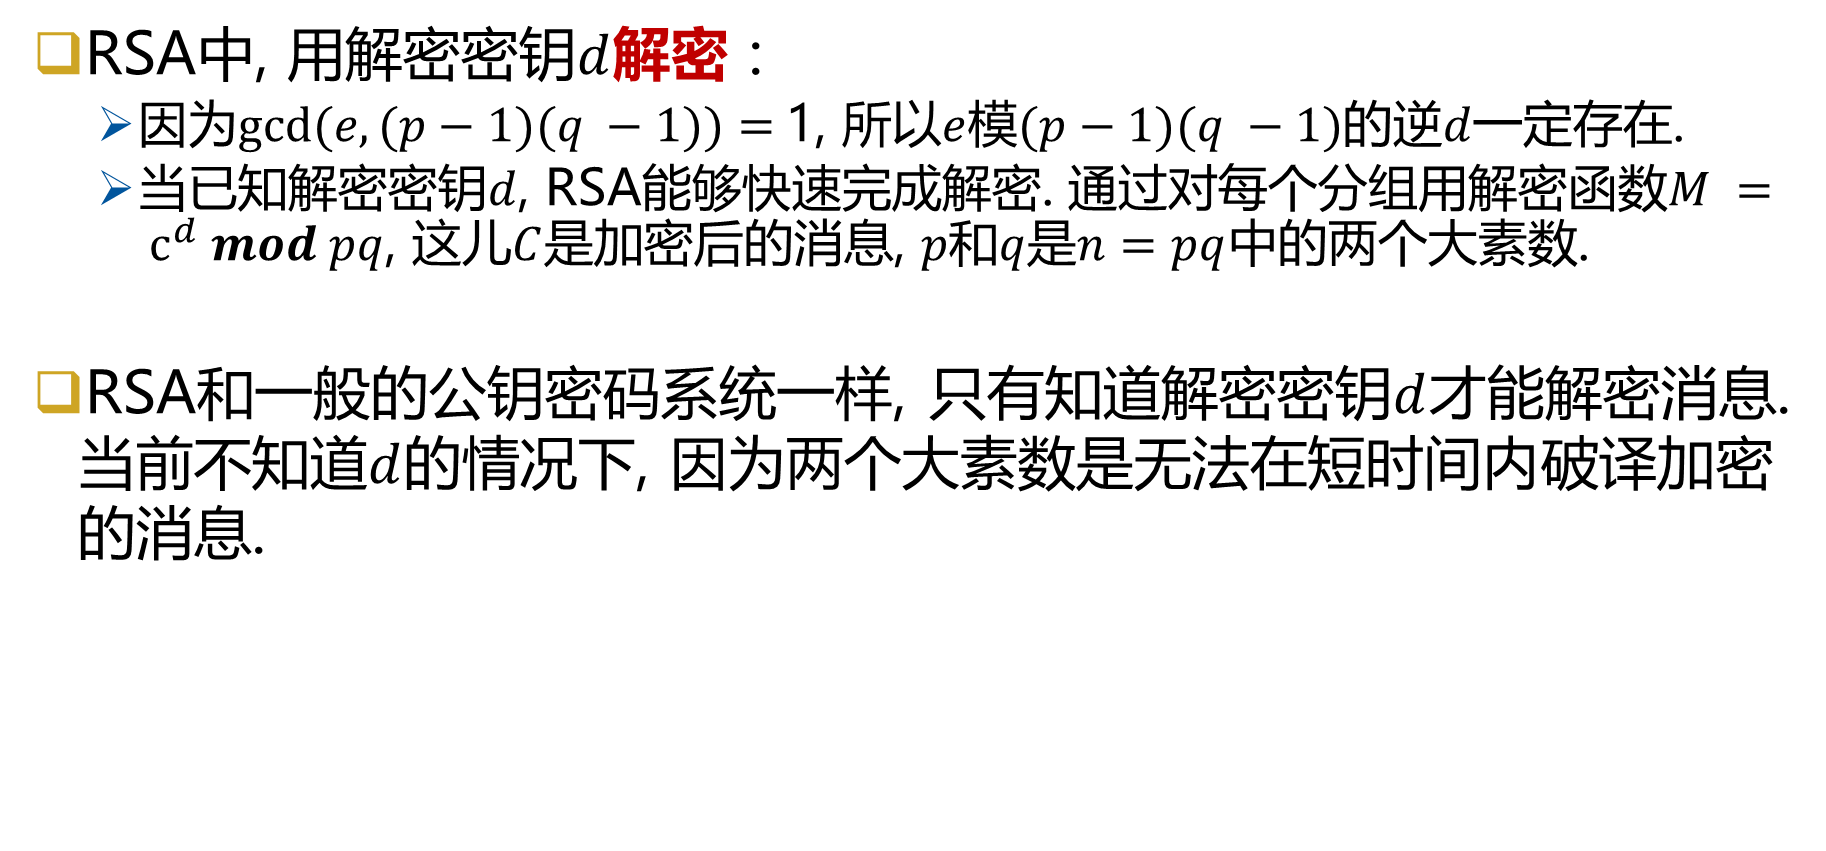 RSA中, 用解密密钥d解密：
因为gcd(e, (p − 1)(q − 1)) = 1, 所以e模(p − 1)(q − 1)的逆d一定存在.
当已知解密密钥d, RSA能够快速完成解密. 通过对每个分组用解密函数M =
c^d mod pq, 这儿C是加密后的消息, p和q是n = pq中的两个大素数.
RSA和一般的公钥密码系统一样, 只有知道解密密钥d才能解密消息.
当前不知道d的情况下, 因为两个大素数是无法在短时间内破译加密
的消息.